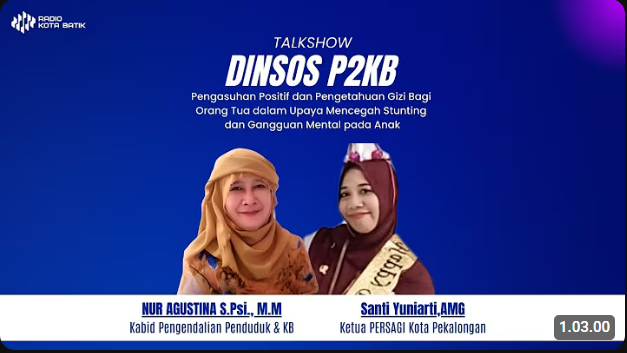 RADIO
KOTA BATIK
TALKSHOW
DINSOS P2KB
Pengasuhan Positif dan Pengetahuan Gizi Bagi
Orang Tua dalam Upaya Mencegah Stunting
dan Gangguan Mental pada Anak
Happy
NUR AGUSTINA S.Psi., M.M
Kabid Pengendalian Penduduk & KB
Santi Yuniarti,AMG
Ketua PERSAGI Kota Pekalongan
1.03.00